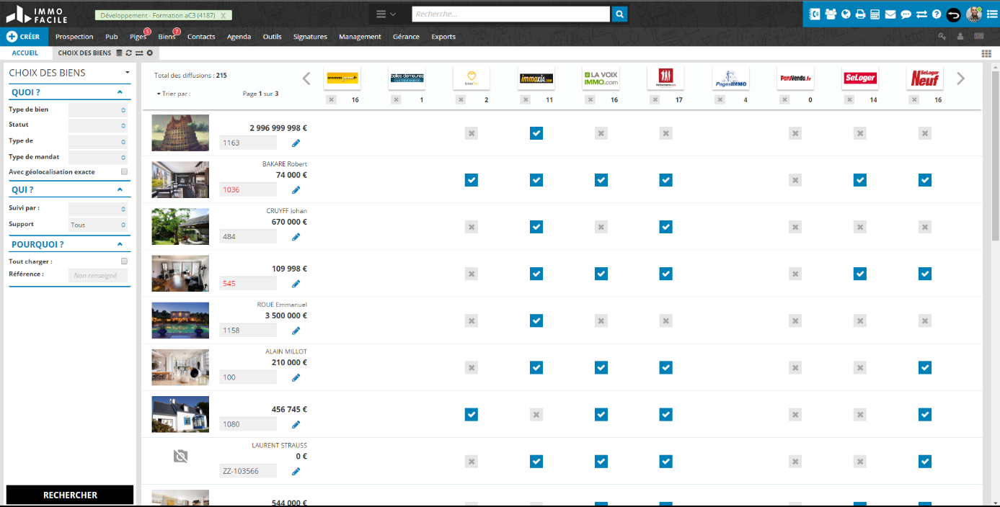 IMMO
FACILE
Développement - Formation aC3 (4187) X
Recherche...
CRÉER
Prospection
Pub
Piges 5
Biens 7
Contacts
Agenda
Outils
Signatures
Management
Gérance
Exports
ACCUEIL
CHOIX DES BIENS
CHOIX DES BIENS
QUOI ?
Type de bien
Statut
Type de
Type de mandat
Avec géolocalisation exacte
QUI ?
Suivi par :
Support Tous
POURQUOI ?
Tout charger :
Référence : Non renseigné
RECHERCHER
Total des diffusions : 215
Trier par :
Page 1 sur 3
belles demeures
bien'ici
immoxia.com
LA VOIX
IMMO.com
PagesIMMO
ParuVendu.fr
SeLoger
SeLoger
Neuf
16 1 2 11 16 17 4 0 14 16
2 996 999 998 €
1163
BAKARE Robert
74 000 €
1036
CRUYFF Johan
670 000 €
484
109 998 €
545
ROUE Emmanuel
3 500 000 €
1158
ALAIN MILLOT
210 000 €
100
456 745 €
1080
LAURENT STRAUSS
0 €
ZZ-103566
544 000 €